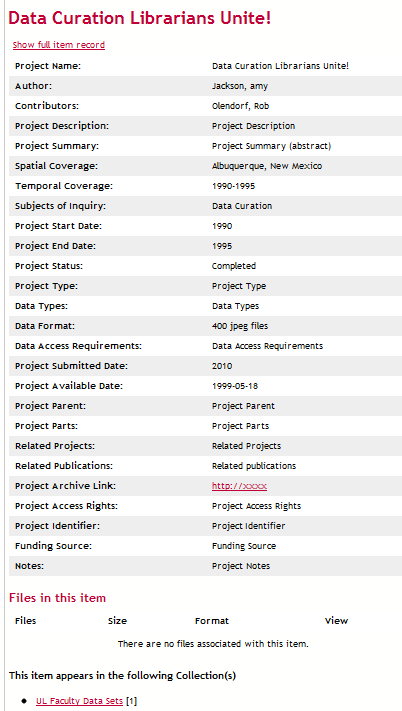 Data Curation Librarians Unite!
Show full item record
Project Name: Data Curation Librarians Unite!
Author: Jackson, amy
Contributors: Olendorf, Rob
Project Description: Project Description
Project Summary: Project Summary (abstract)
Spatial Coverage: Albuquerque, New Mexico
Temporal Coverage: 1990-1995
Subjects of Inquiry: Data Curation
Project Start Date: 1990
Project End Date: 1995
Project Status: Completed
Project Type: Project Type
Data Types: Data Types
Data Format: 400 jpeg files
Data Access Requirements: Data Access Requirements
Project Submitted Date: 2010
Project Available Date: 1999-05-18
Project Parent: Project Parent
Project Parts: Project Parts
Related Projects: Related Projects
Related Publications: Related publications
Project Archive Link: http://xxxx
Project Access Rights: Project Access Rights
Project Identifier: Project Identifier
Funding Source: Funding Source
Notes: Project Notes
Files in this item
Files Size Format View
There are no files associated with this item.
This item appears in the following Collection(s)
UL Faculty Data Sets [1]